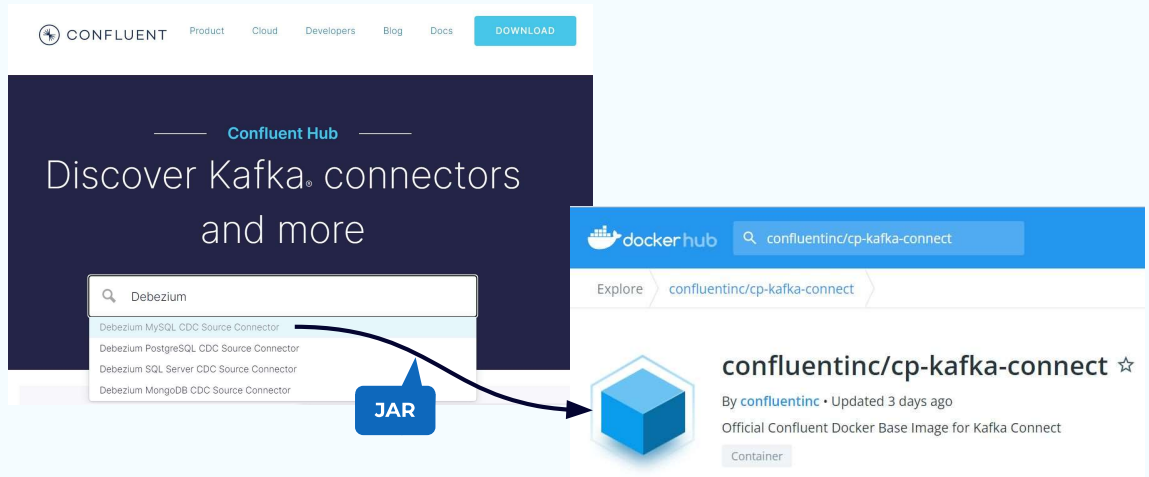 CONFLUENT Product Cloud Developers Blog Docs DOWNLOAD
Confluent Hub
Discover Kafka® connectors
and more
Debezium
Debezium MySQL CDC Source Connector
Debezium PostgreSQL CDC Source Connector
Debezium SQL Server CDC Source Connector
Debezium MongoDB CDC Source Connector
JAR
docker hub confluentinc/cp-kafka-connect
Explore confluentinc/cp-kafka-connect
confluentinc/cp-kafka-connect
By confluentinc • Updated 3 days ago
Official Confluent Docker Base Image for Kafka Connect
Container